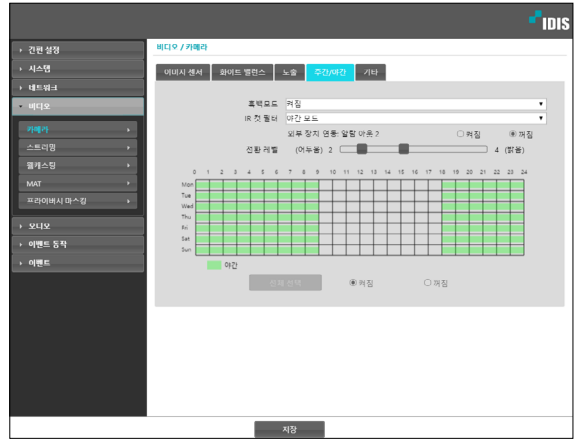 IDIS
간편 설정
시스템
네트워크
비디오
카메라
스트리밍
웹캐스팅
MAT
프라이버시 마스킹
오디오
이벤트 동작
이벤트
비디오 / 카메라
이미지 센서 화이트 밸런스 노출 주간/야간 기타
흑백모드 켜짐
IR 컷 필터 야간 모드
외부 장치 연동: 알람 아웃 2 켜짐 꺼짐
전환 레벨 (어두움) 2 4 (밝음)
0 1 2 3 4 5 6 7 8 9 10 11 12 13 14 15 16 17 18 19 20 21 22 23 24
Mon
Tue
Wed
Thu
Fri
Sat
Sun
야간
전체 선택 켜짐 꺼짐
저장